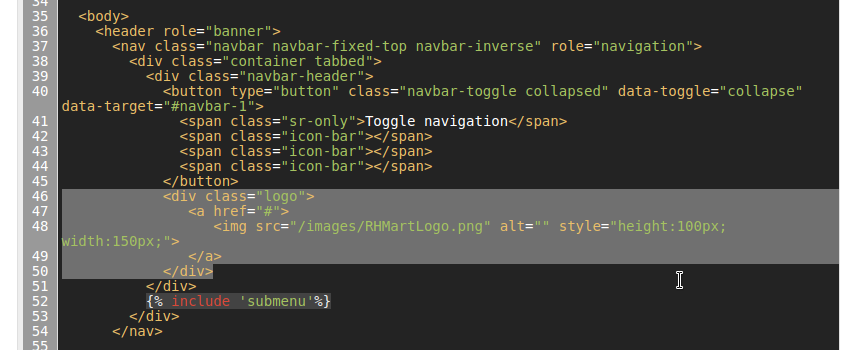 34
35 <body>
36 <header role="banner">
37 <nav class="navbar navbar-fixed-top navbar-inverse" role="navigation">
38 <div class="container tabbed">
39 <div class="navbar-header">
40 <button type="button" class="navbar-toggle collapsed" data-toggle="collapse"
data-target="#navbar-1">
41 <span class="sr-only">Toggle navigation</span>
42 <span class="icon-bar"></span>
43 <span class="icon-bar"></span>
44 <span class="icon-bar"></span>
45 </button>
46 <div class="logo">
47 <a href="#">
48 <img src="/images/RHMartLogo.png" alt="" style="height:100px;
width:150px;">
49 </a>
50 </div>
51 </div>
52 {% include 'submenu'%}
53 </div>
54 </nav>
55